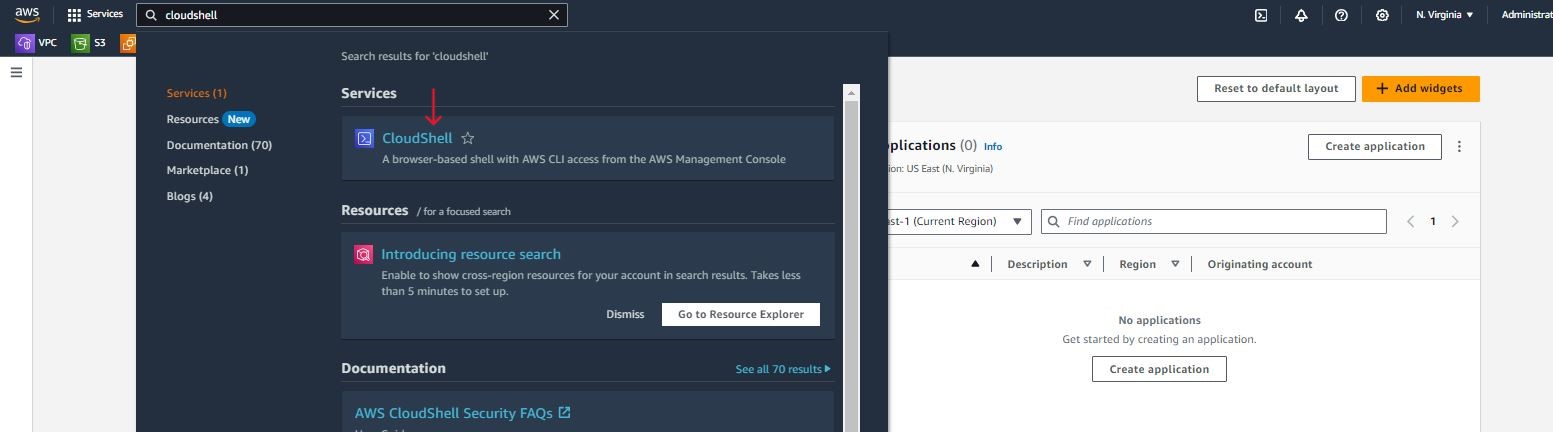 aws
Services
cloudshell
N. Virginia
Administrat
VPC
S3
Search results for 'cloudshell'
Services (1)
Resources New
Documentation (70)
Marketplace (1)
Blogs (4)
Services
CloudShell
A browser-based shell with AWS CLI access from the AWS Management Console
Resources / for a focused search
Introducing resource search
Enable to show cross-region resources for your account in search results. Takes less
than 5 minutes to set up.
Dismiss
Go to Resource Explorer
Documentation
See all 70 results
AWS CloudShell Security FAQs
User Guide
Reset to default layout
+ Add widgets
plications (0) Info
ion: US East (N. Virginia)
Create application
ast-1 (Current Region)
Find applications
1
Description
Region
Originating account
No applications
Get started by creating an application.
Create application